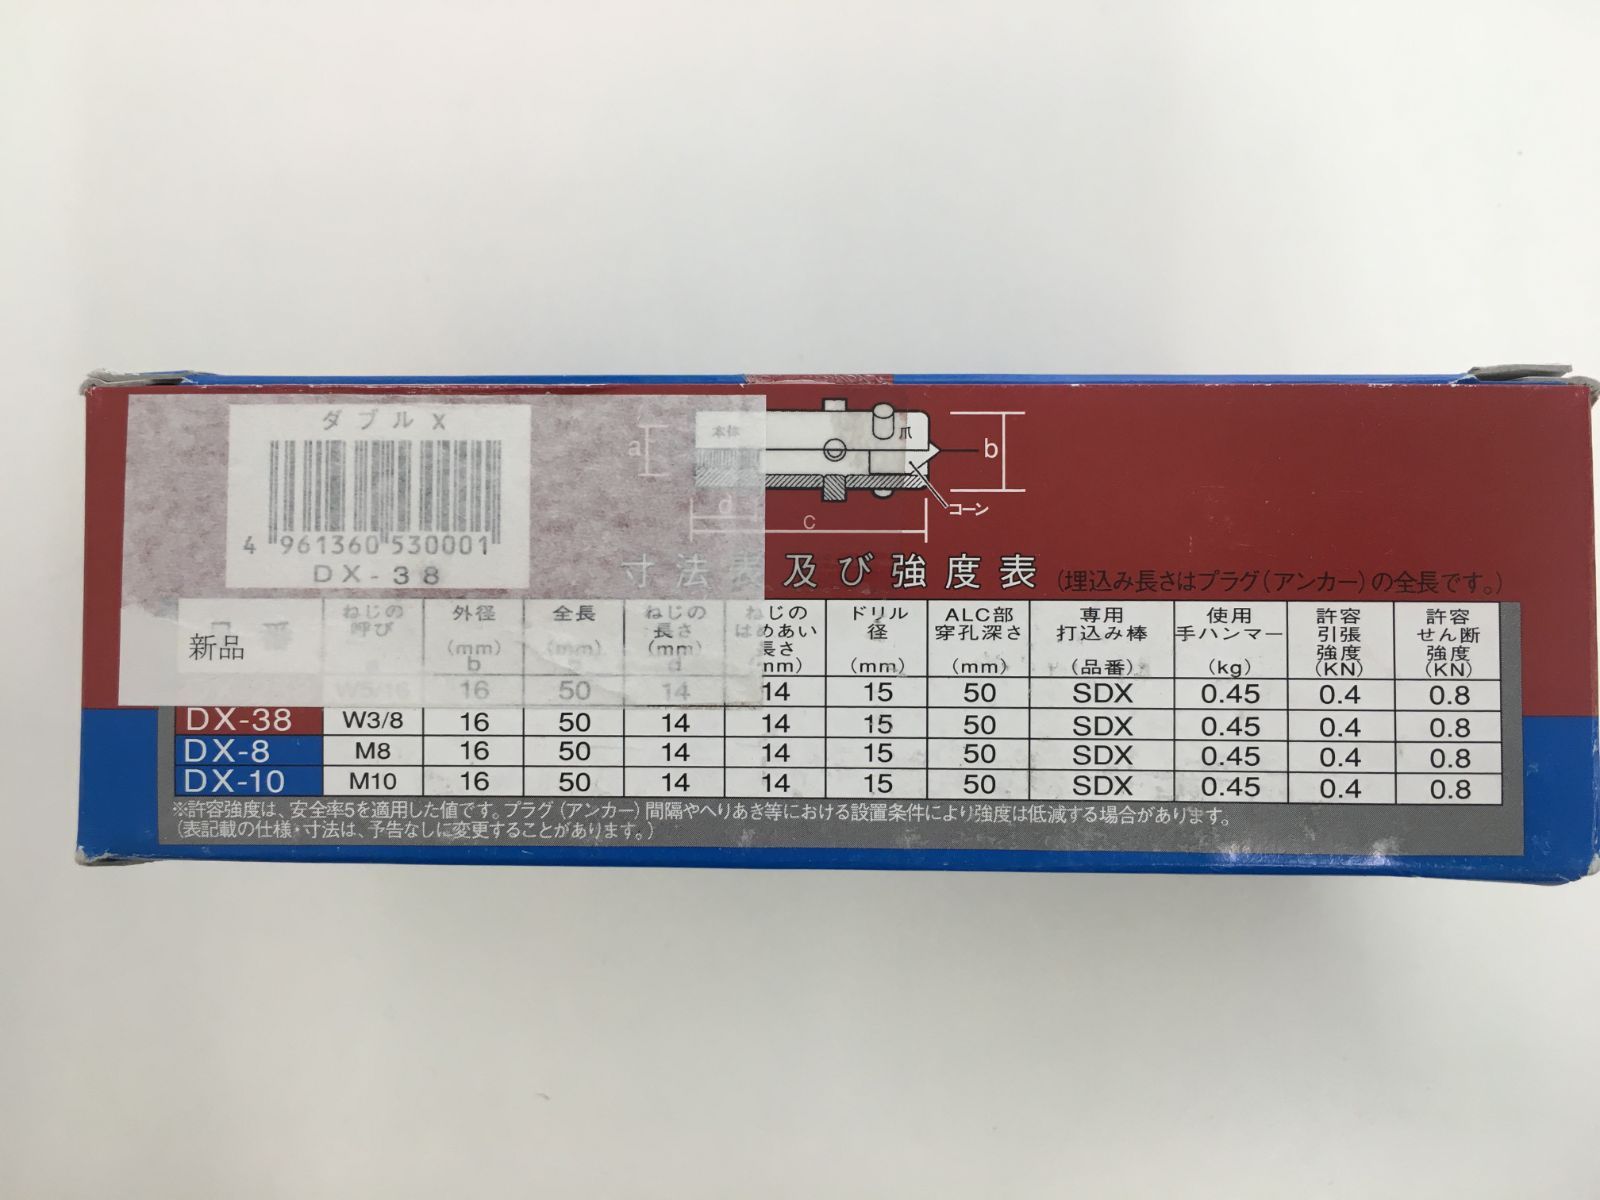 ダブルX
4 961360 530001
DX-38
新品
a
本体
爪
b
d
c
コーン
寸法表及び強度表 (埋込み長さはプラグ(アンカー)の全長です。)
品番 ねじの呼び 外径(mm)b 全長(mm) ねじの長さ(mm)d ねじのはめあい長さ(mm) ドリル径(mm) ALC部穿孔深さ(mm) 専用打込み棒(品番) 使用手ハンマー(kg) 許容引張強度(KN) 許容せん断強度(KN)
W5/16 16 50 14 14 15 50 SDX 0.45 0.4 0.8
DX-38 W3/8 16 50 14 14 15 50 SDX 0.45 0.4 0.8
DX-8 M8 16 50 14 14 15 50 SDX 0.45 0.4 0.8
DX-10 M10 16 50 14 14 15 50 SDX 0.45 0.4 0.8
※許容強度は、安全率5を適用した値です。プラグ(アンカー)間隔やへりあき等における設置条件により強度は低減する場合があります。
(表記載の仕様・寸法は、予告なしに変更することがあります。)